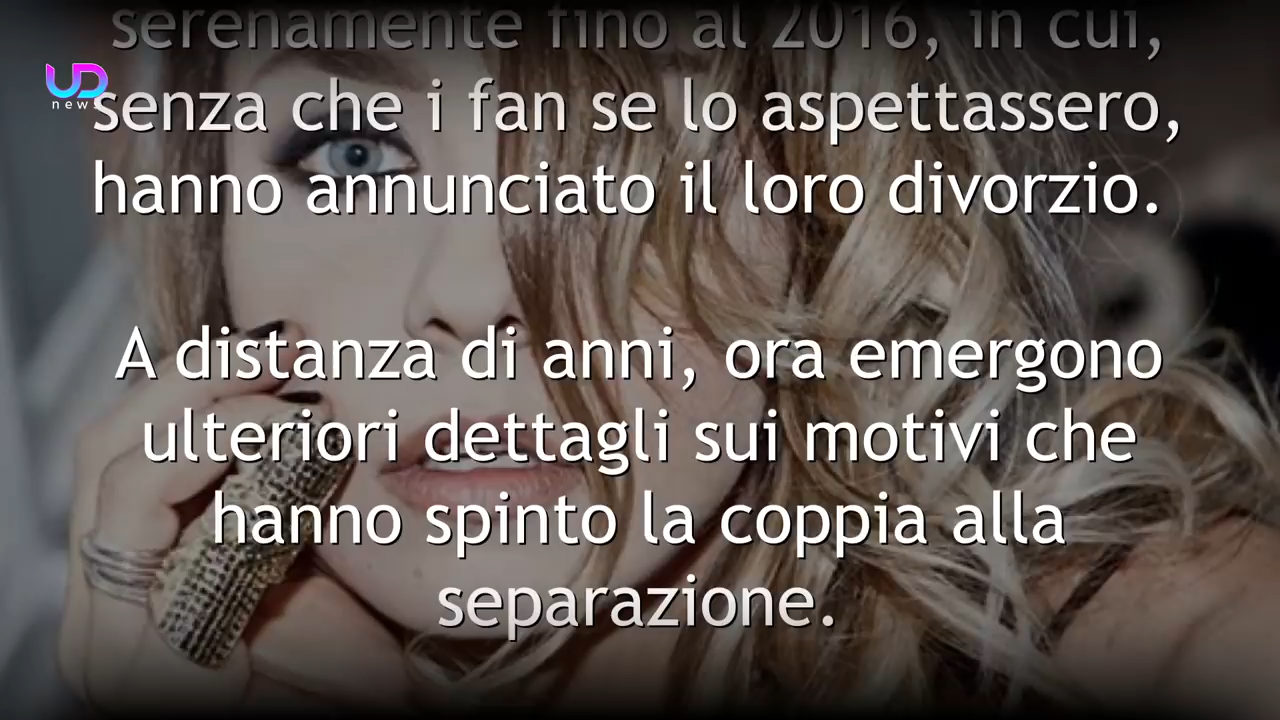 serenamente fino al 2016, in cui,
UD
news
senza che i fan se lo aspettassero,
hanno annunciato il loro divorzio.
A distanza di anni, ora emergono
ulteriori dettagli sui motivi che
hanno spinto la coppia alla
separazione.